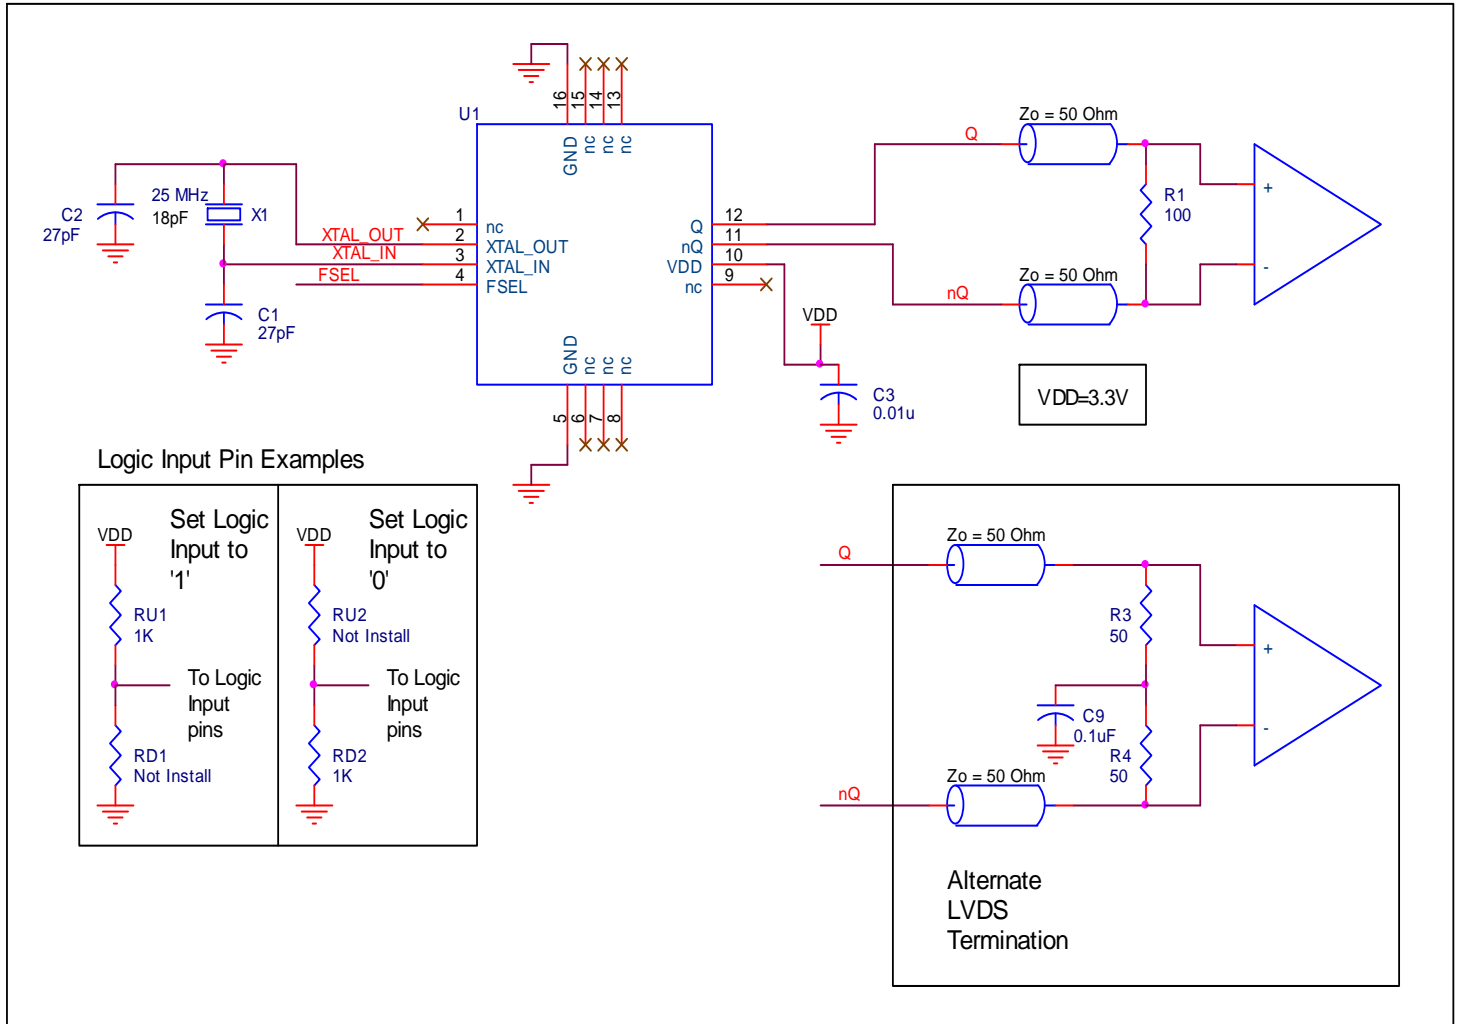 U1
16
15
14
13
GND
nc
nc
nc
1
nc
2
XTAL_OUT
XTAL_OUT
3
XTAL_IN
XTAL_IN
4
FSEL
FSEL
12
Q
11
nQ
10
VDD
9
nc
GND
nc
nc
nc
5
6
7
8
C2
27pF
25 MHz
18pF
X1
C1
27pF
Q
Zo = 50 Ohm
R1
100
+
-
nQ
Zo = 50 Ohm
VDD
C3
0.01u
VDD=3.3V
Logic Input Pin Examples
VDD
Set Logic
Input to
'1'
RU1
1K
To Logic
Input
pins
RD1
Not Install
VDD
Set Logic
Input to
'0'
RU2
Not Install
To Logic
Input
pins
RD2
1K
Q
Zo = 50 Ohm
R3
50
+
-
C9
0.1uF
R4
50
nQ
Zo = 50 Ohm
Alternate
LVDS
Termination